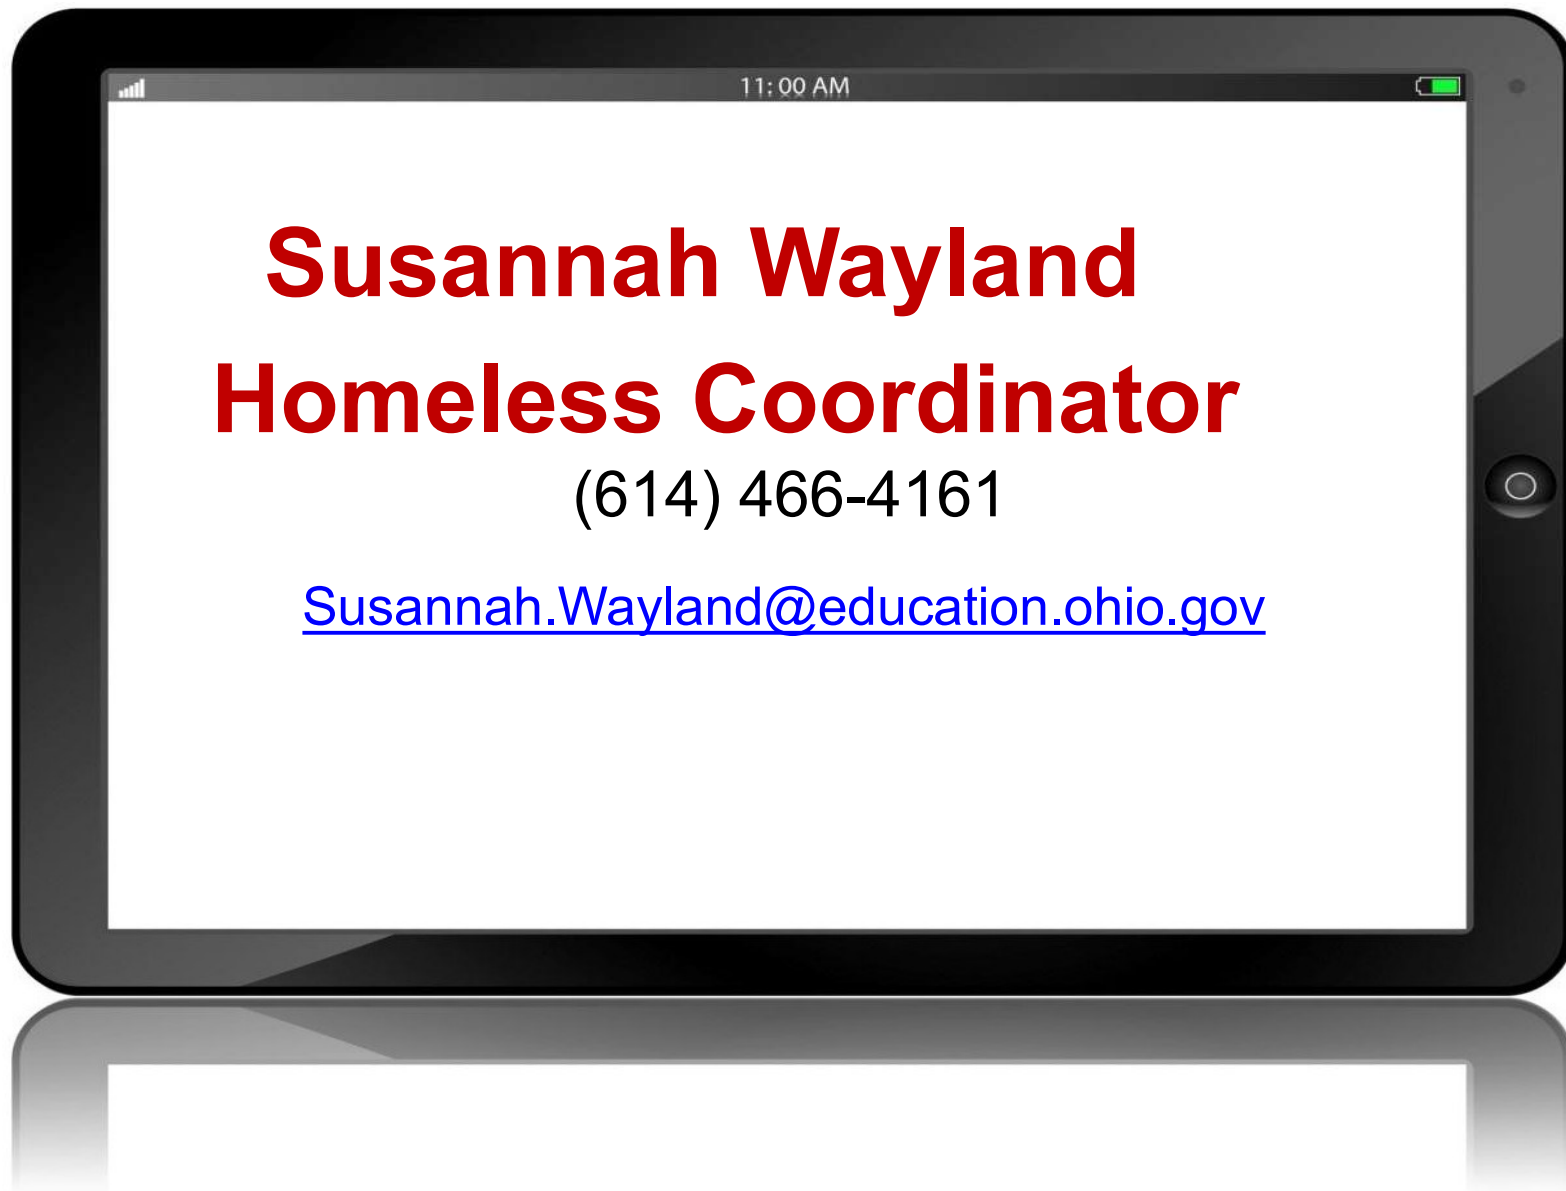 11: 00 AM
Susannah Wayland
Homeless Coordinator
(614) 466-4161
Susannah.Wayland@education.ohio.gov